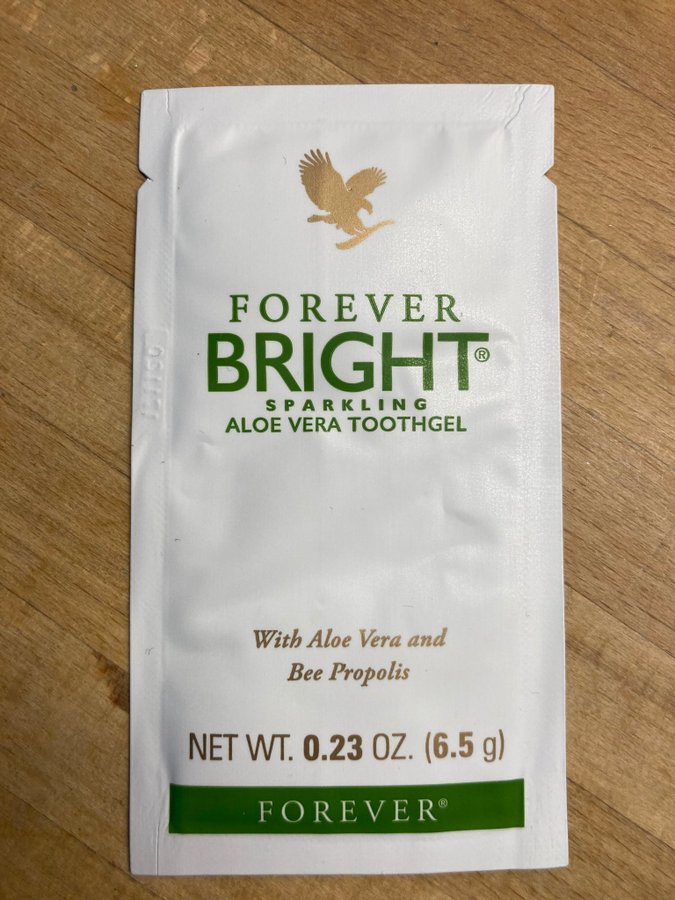 FOREVER
BRIGHT®
SPARKLING
ALOE VERA TOOTHGEL
With Aloe Vera and
Bee Propolis
NET WT. 0.23 OZ. (6.5 g)
FOREVER®